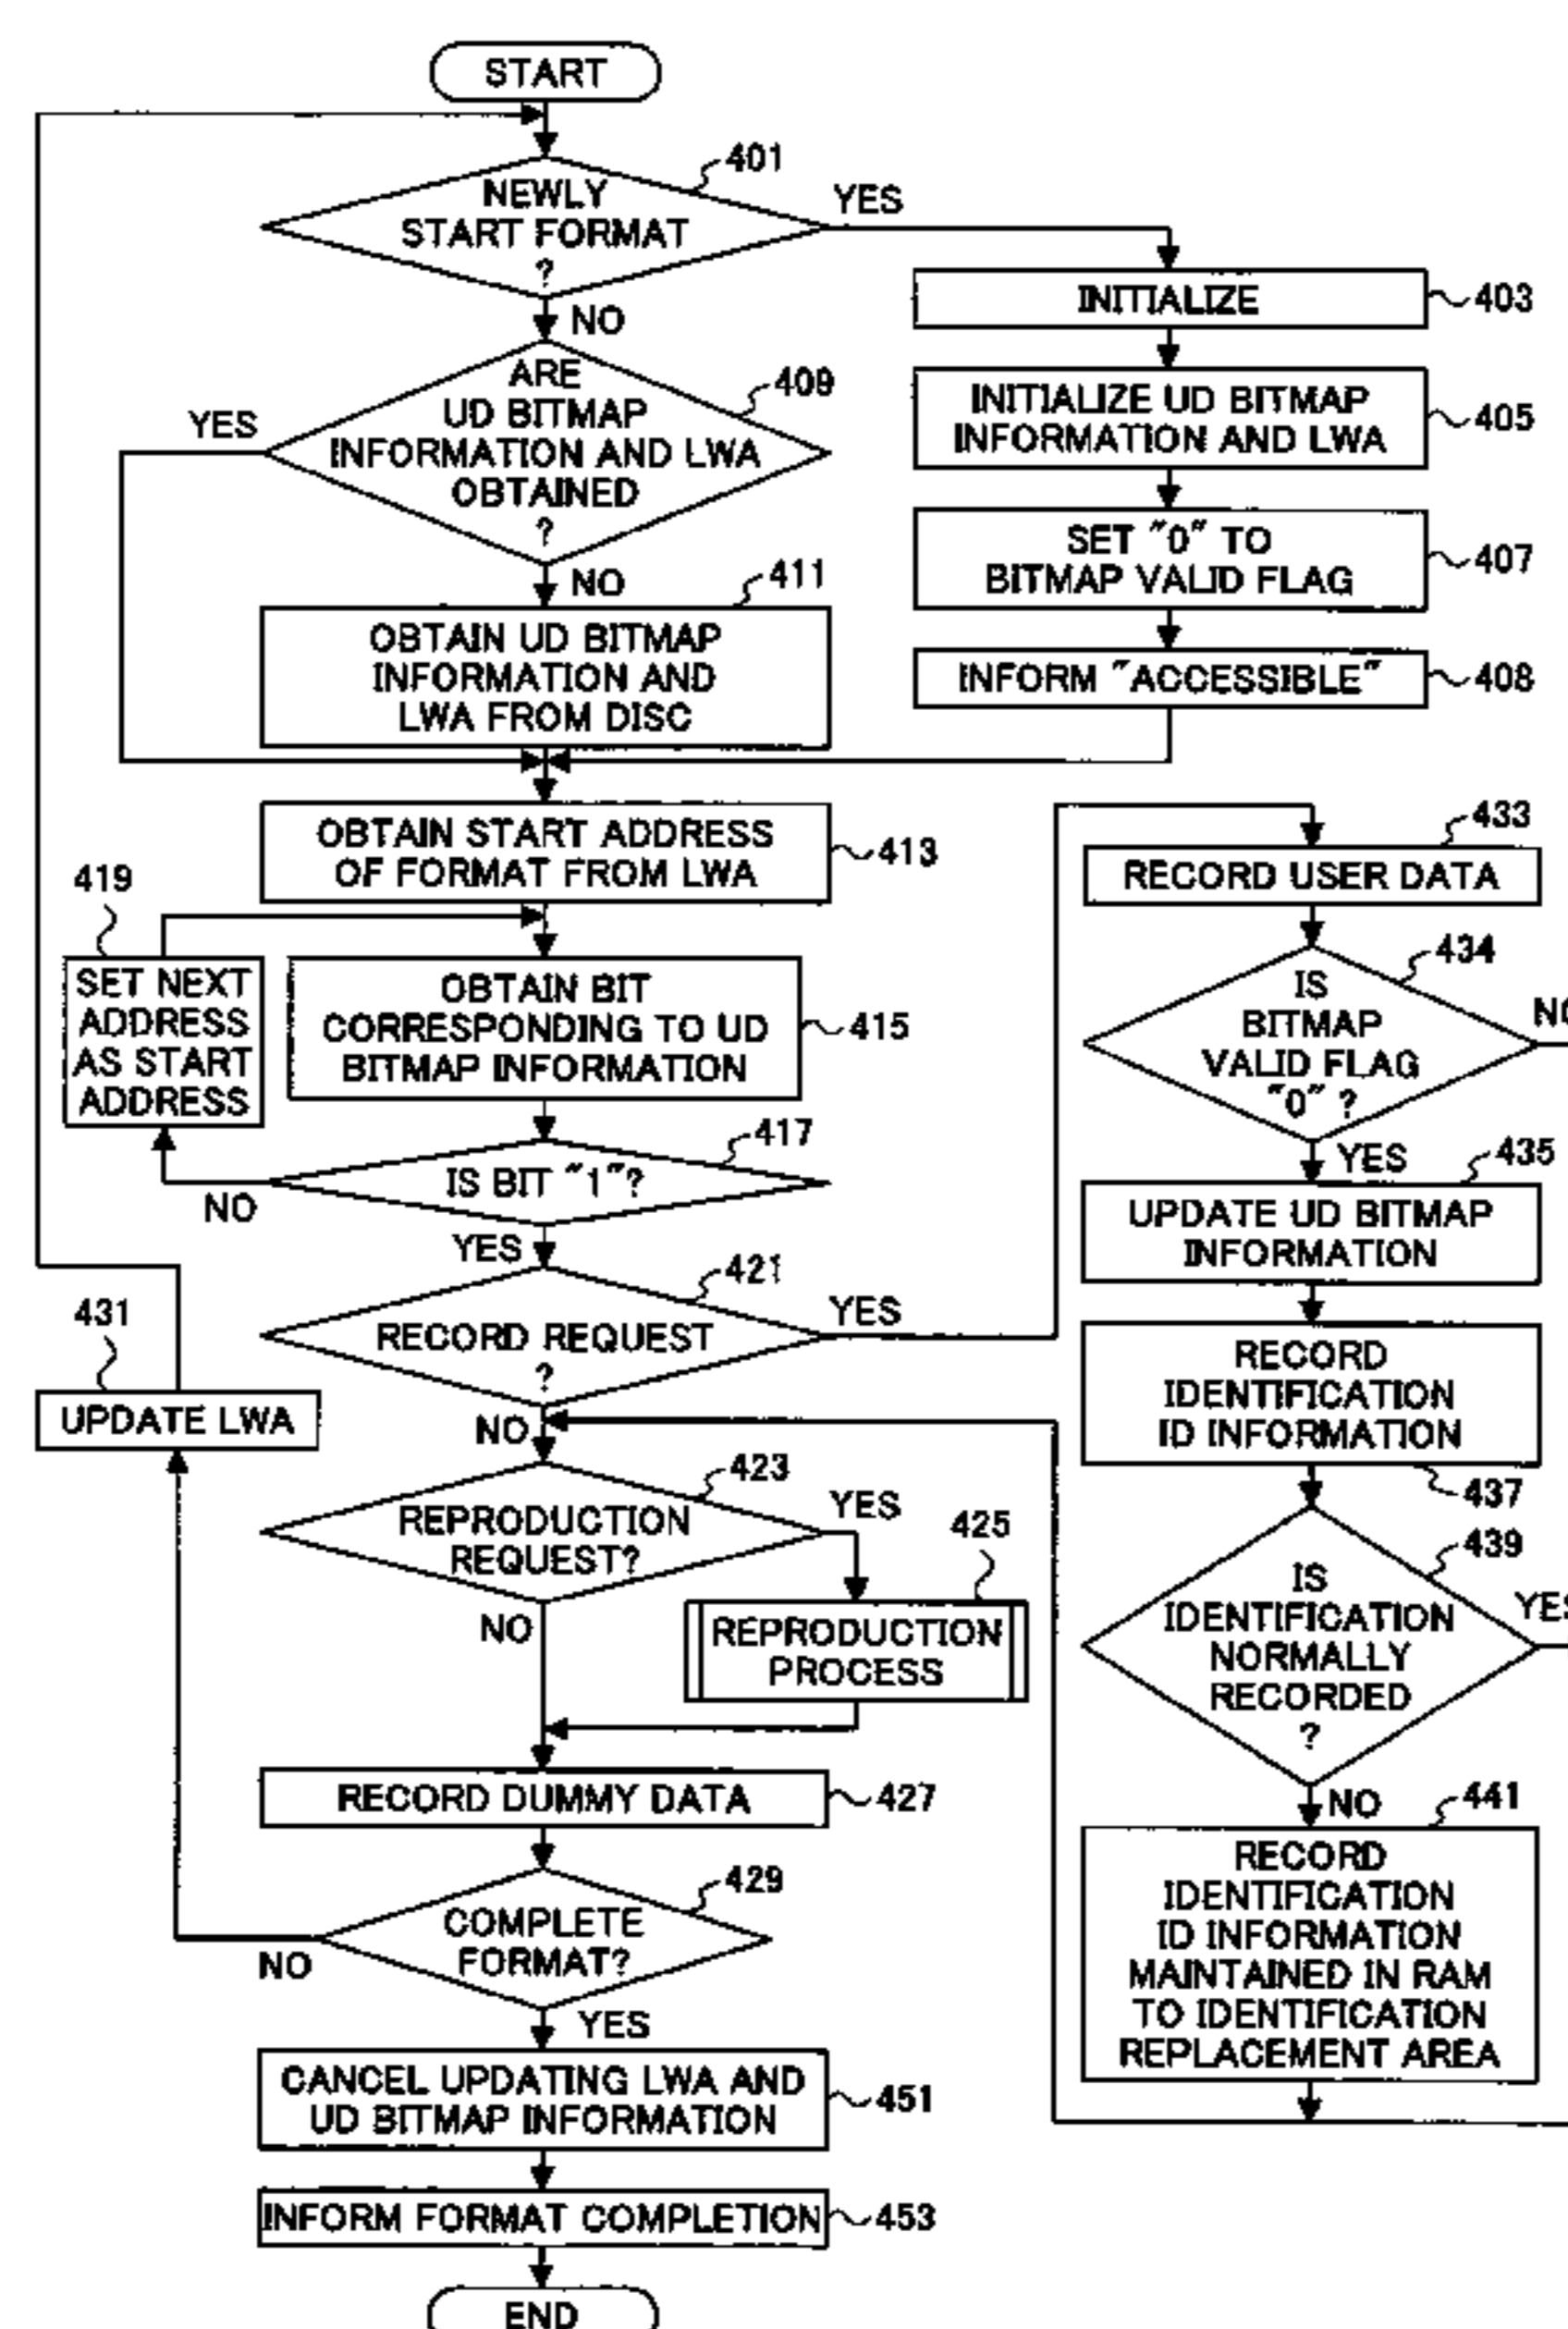 START
401
NEWLY
START FORMAT
?
YES
NO
INITIALIZE
403
INITIALIZE UD BITMAP
INFORMATION AND LWA
405
SET "0" TO
BITMAP VALID FLAG
407
INFORM "ACCESSIBLE"
408
ARE
UD BITMAP
INFORMATION AND LWA
OBTAINED
?
409
YES
NO
411
OBTAIN UD BITMAP
INFORMATION AND
LWA FROM DISC
OBTAIN START ADDRESS
OF FORMAT FROM LWA
413
419
SET NEXT
ADDRESS
AS START
ADDRESS
OBTAIN BIT
CORRESPONDING TO UD
BITMAP INFORMATION
415
417
IS BIT "1"?
NO
YES
421
RECORD REQUEST
?
YES
NO
431
UPDATE LWA
423
REPRODUCTION
REQUEST?
YES
NO
425
REPRODUCTION
PROCESS
RECORD DUMMY DATA
427
429
COMPLETE
FORMAT?
NO
YES
CANCEL UPDATING LWA AND
UD BITMAP INFORMATION
451
INFORM FORMAT COMPLETION
453
END
433
RECORD USER DATA
434
IS
BITMAP
VALID FLAG
"0" ?
NO
YES
435
UPDATE UD BITMAP
INFORMATION
RECORD
IDENTIFICATION
ID INFORMATION
437
439
IS
IDENTIFICATION
NORMALLY
RECORDED
?
YES
NO
441
RECORD
IDENTIFICATION
ID INFORMATION
MAINTAINED IN RAM
TO IDENTIFICATION
REPLACEMENT AREA